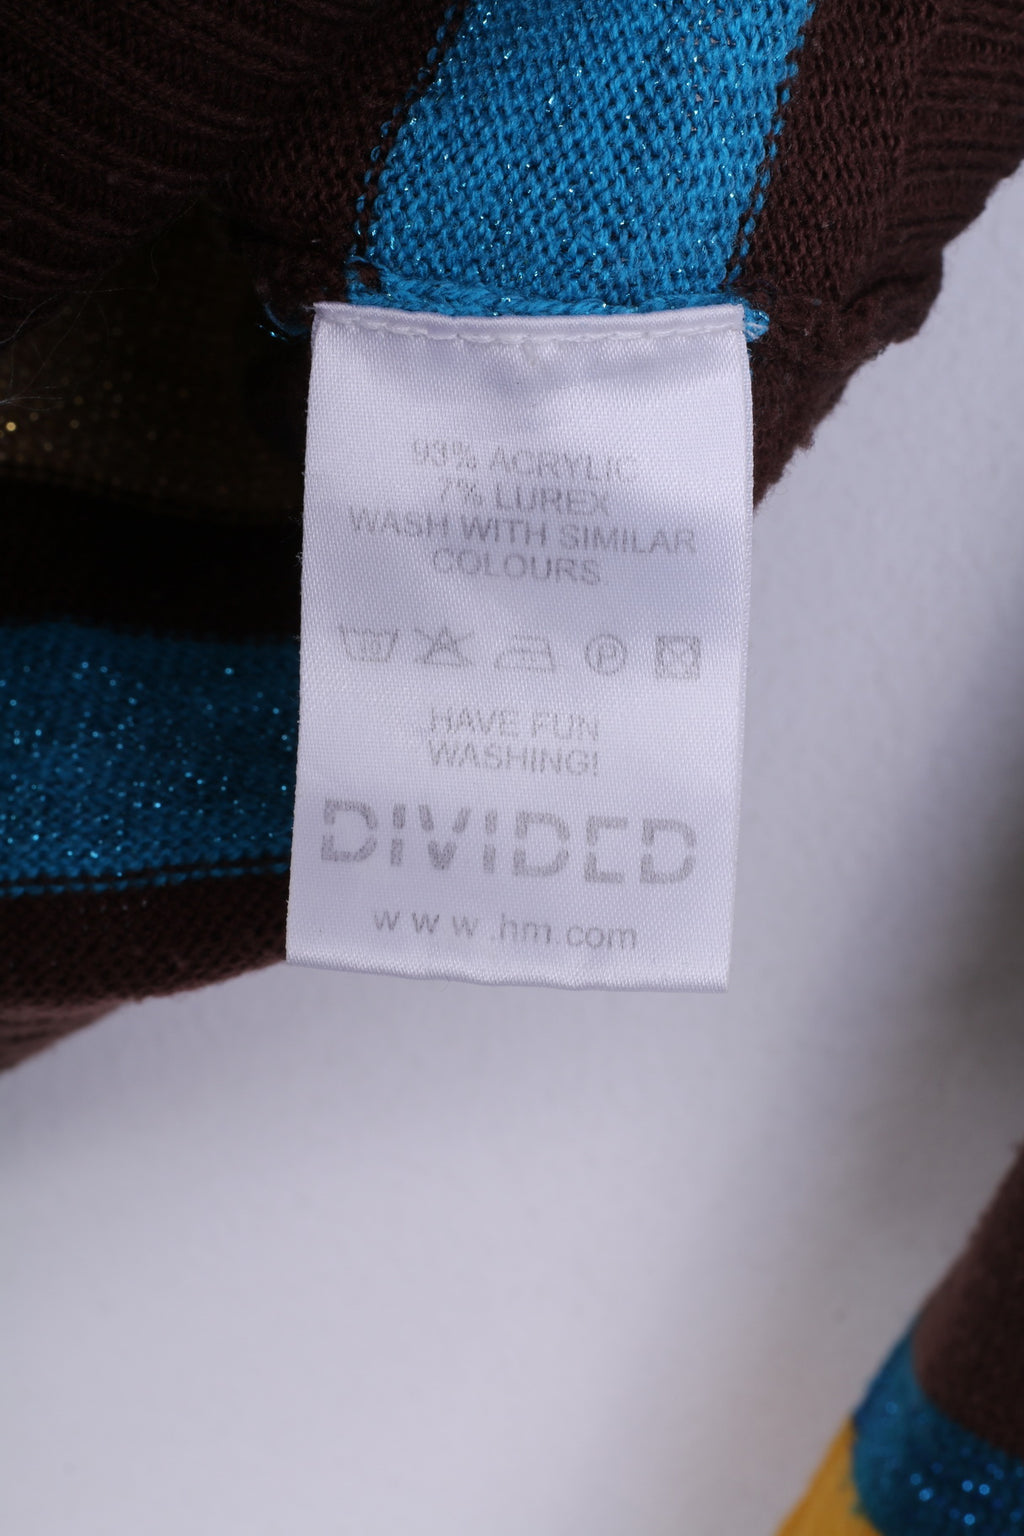 93% ACRYLIC
7% LUREX
WASH WITH SIMILAR
COLOURS
P
HAVE FUN
WASHING!
DIVIDED
www.hm.com